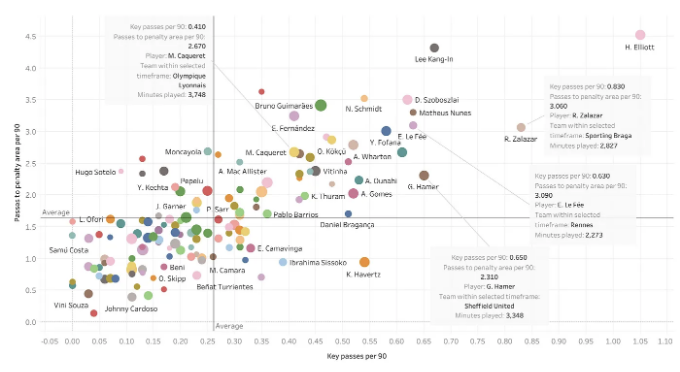 Key passes per 90: 0.410
Passes to penalty area per 90:
2.670
Player: M. Caqueret
Team within selected
timeframe: Olympique
Lyonnais
Minutes played: 3,748
4.5
4.0
3.5
3.0
2.5
2.0
1.5
1.0
0.5
0.0
Passes to penalty area per 90
H. Elliott
Lee Kang-In
Bruno Guimarães
N. Schmidt
D. Szoboszlai
Matheus Nunes
E. Fernández
E. Le Fée
Y. Fofana
R. Zalazar
Key passes per 90: 0.830
Passes to penalty area per 90:
3.060
Player: R. Zalazar
Team within selected
timeframe: Sporting Braga
Minutes played: 2,827
Moncayola
M. Caqueret
O. Kökçü
A. Wharton
Hugo Sotelo
A. Mac Allister
Vitinha
Y. Kechta
Pepelu
A. Ounahi
G. Hamer
K. Thuram
A. Gomes
Key passes per 90: 0.630
Passes to penalty area per 90:
3.090
Player: E. Le Fée
Team within selected
timeframe: Rennes
Minutes played: 2,273
J. Garner
P. Sarr
Pablo Barrios
Average
L. Ofori
Daniel Bragança
Samú Costa
E. Camavinga
Beni
M. Camara
Ibrahima Sissoko
K. Havertz
O. Skipp
Beñat Turrientes
Vini Souza
Johnny Cardoso
Key passes per 90: 0.650
Passes to penalty area per 90:
2.310
Player: G. Hamer
Team within selected timeframe:
Sheffield United
Minutes played: 3,348
Average
-0.05 0.00 0.05 0.10 0.15 0.20 0.25 0.30 0.35 0.40 0.45 0.50 0.55 0.60 0.65 0.70 0.75 0.80 0.85 0.90 0.95 1.00 1.05 1.10
Key passes per 90